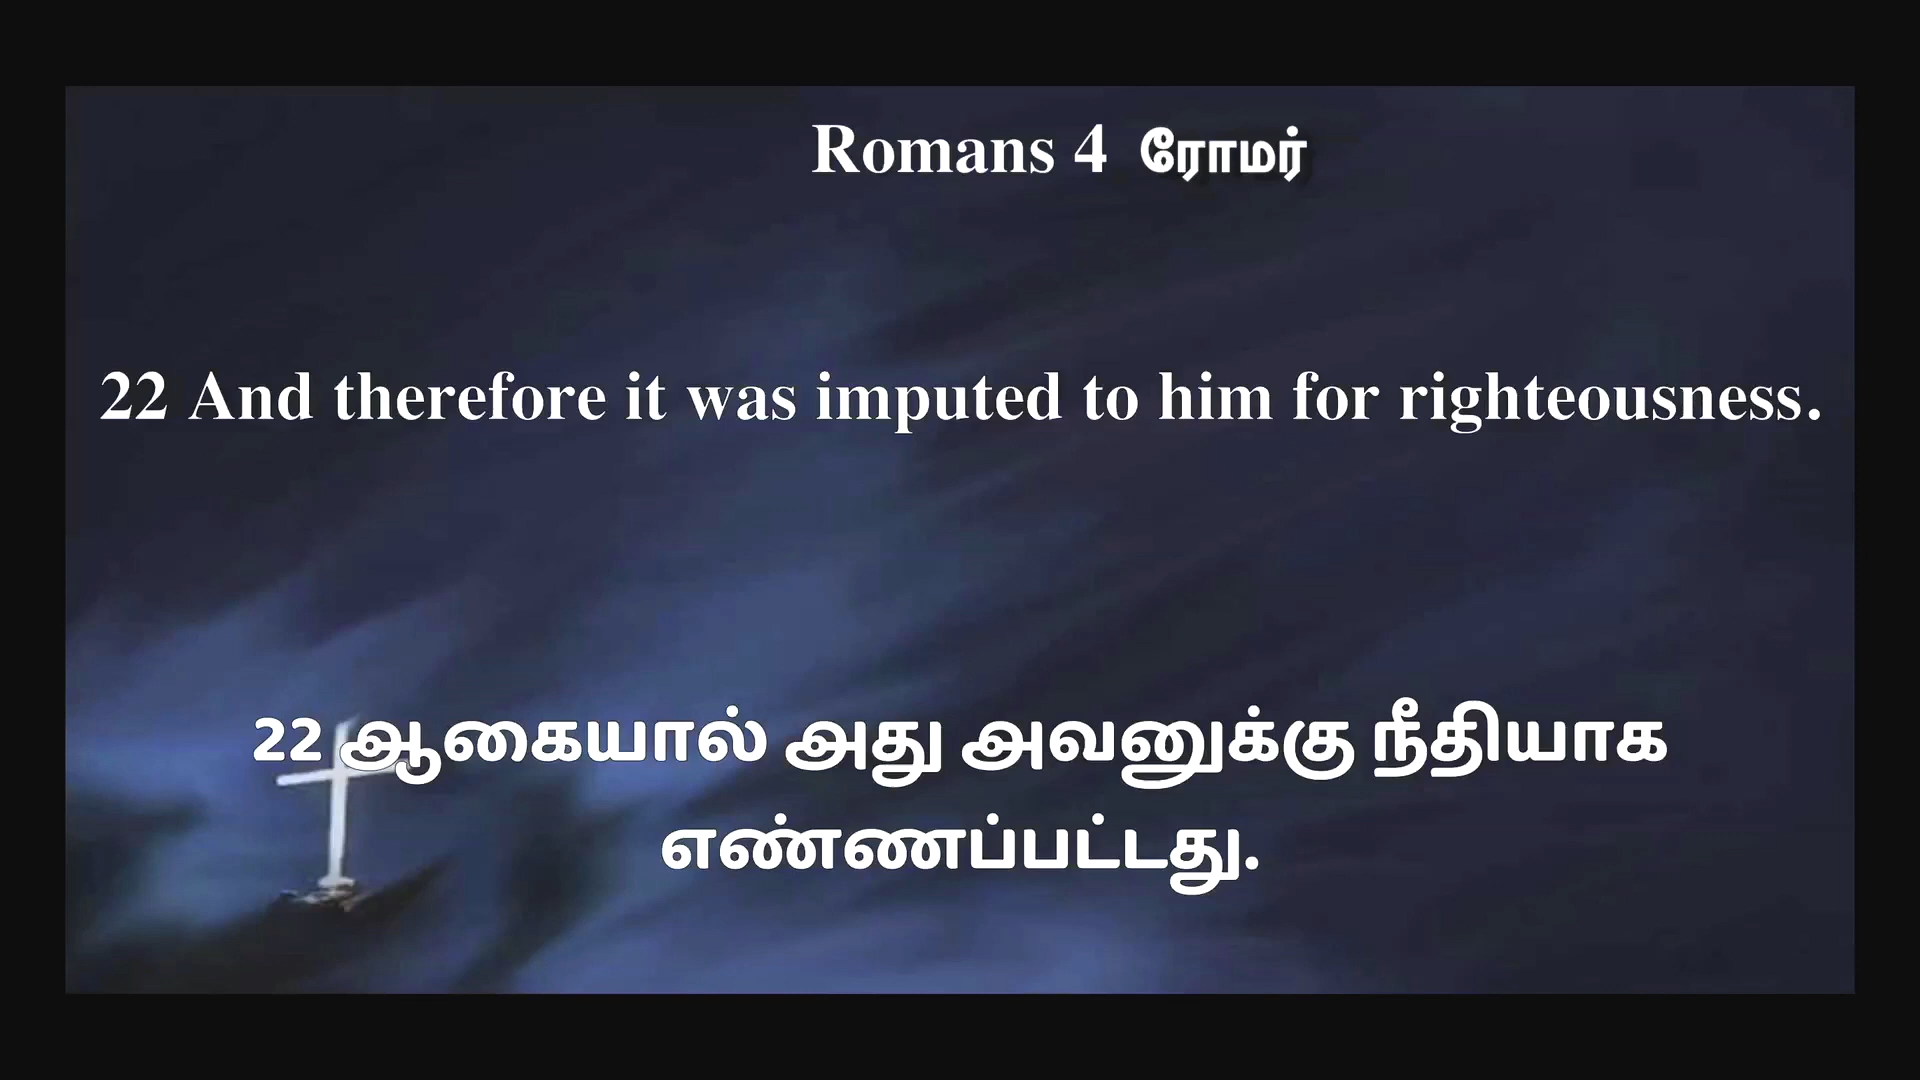 Romans 4 ரோமர்
22 And therefore it was imputed to him for righteousness.
22 ஆகையால் அது அவனுக்கு நீதியாக
எண்ணப்பட்டது.